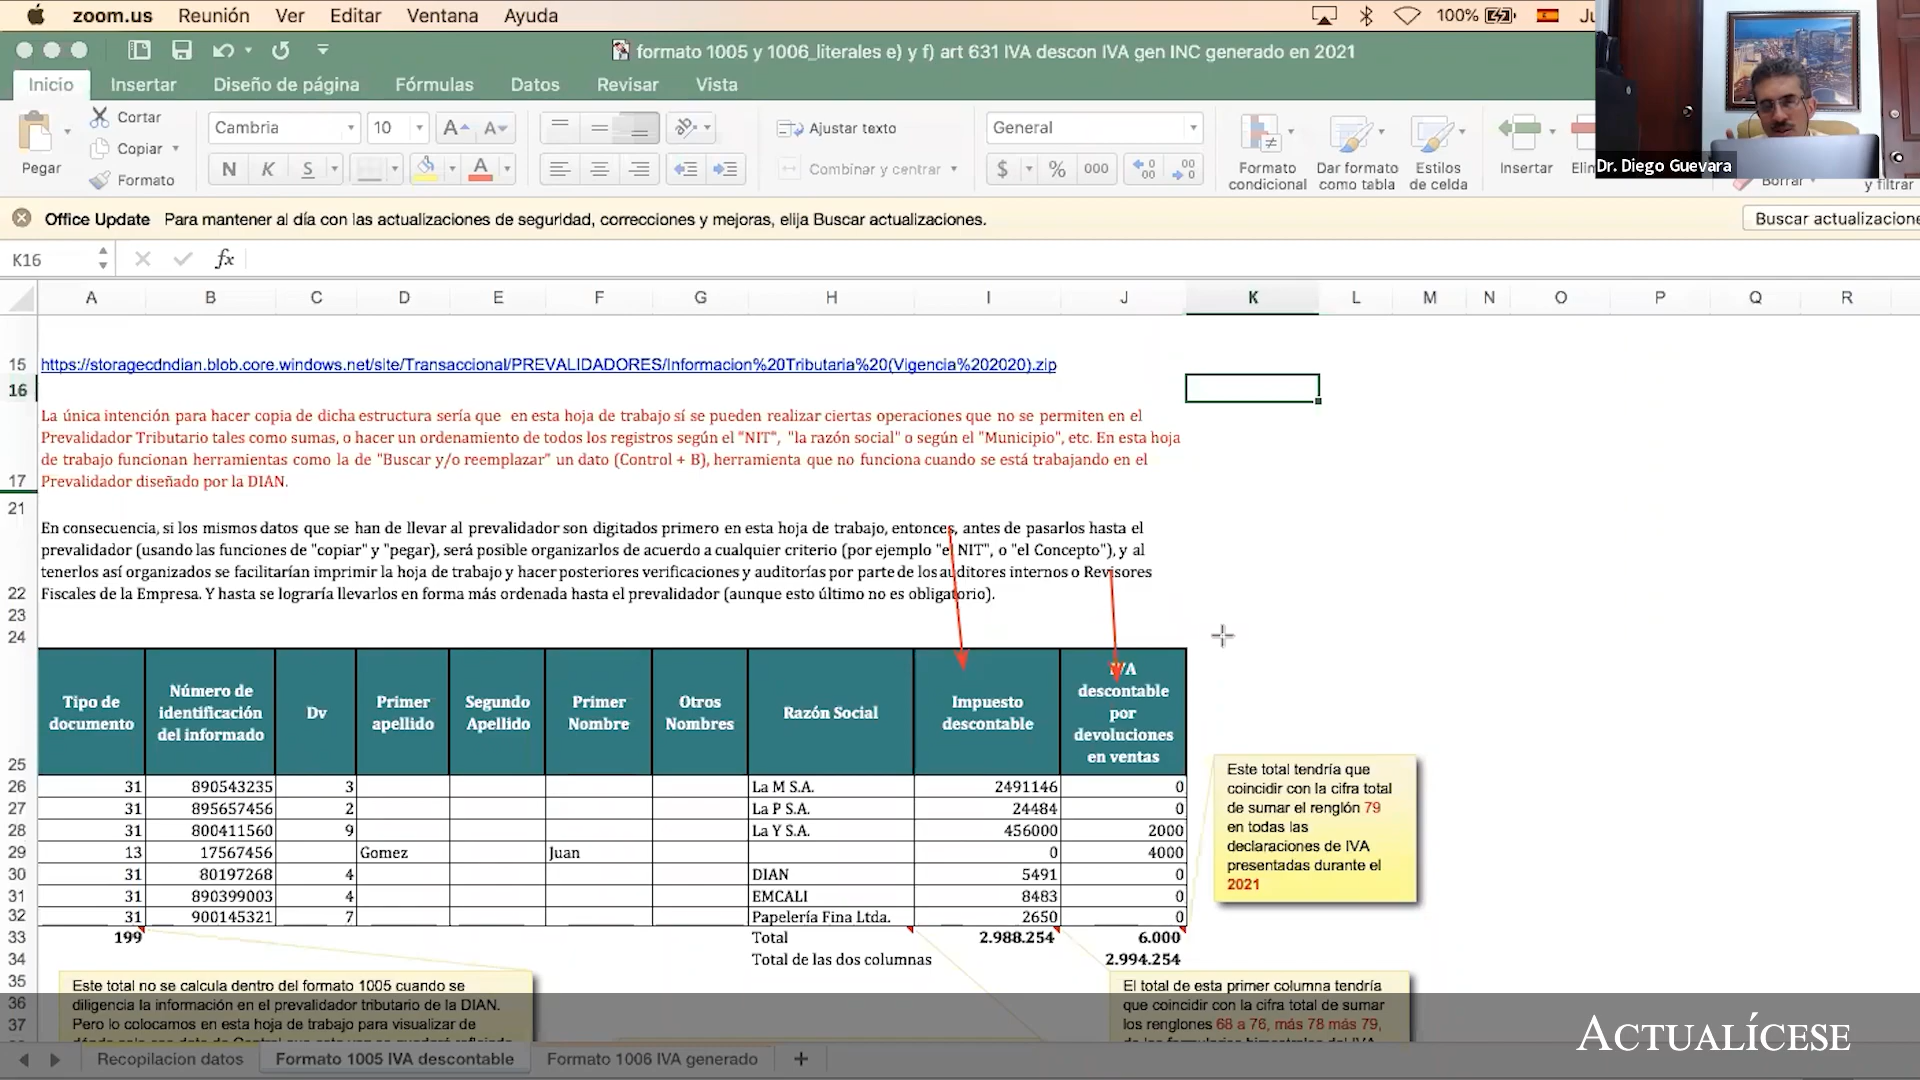 zoom.us Reunión Ver Editar Ventana Ayuda 100% Ju
formato 1005 y 1006_literales e) y f) art 631 IVA descon IVA gen INC generado en 2021
Inicio Insertar Diseño de página Fórmulas Datos Revisar Vista
Pegar Cortar Copiar Formato
Cambria 10 A A
N K S A
Ajustar texto
Combinar y centrar
General
$ % 000
Formato condicional
Dar formato como tabla
Estilos de celda
Insertar
Elin
Borrar
y filtrar
Dr. Diego Guevara
Office Update Para mantener al día con las actualizaciones de seguridad, correcciones y mejoras, elija Buscar actualizaciones.
Buscar actualizacione
K16 fx
A B C D E F G H I J K L M N O P Q R
15 https://storagecdndian.blob.core.windows.net/site/Transaccional/PREVALIDADORES/Informacion%20Tributaria%20(Vigencia%202020).zip
16
La única intención para hacer copia de dicha estructura sería que en esta hoja de trabajo sí se pueden realizar ciertas operaciones que no se permiten en el
Prevalidador Tributario tales como sumas, o hacer un ordenamiento de todos los registros según el "NIT", "la razón social" o según el "Municipio", etc. En esta hoja
de trabajo funcionan herramientas como la de "Buscar y/o reemplazar" un dato (Control + B), herramienta que no funciona cuando se está trabajando en el
17 Prevalidador diseñado por la DIAN.
21
En consecuencia, si los mismos datos que se han de llevar al prevalidador son digitados primero en esta hoja de trabajo, entonces, antes de pasarlos hasta el
prevalidador (usando las funciones de "copiar" y "pegar), será posible organizarlos de acuerdo a cualquier criterio (por ejemplo "el NIT", o "el Concepto"), y al
tenerlos así organizados se facilitarían imprimir la hoja de trabajo y hacer posteriores verificaciones y auditorías por parte de los auditores internos o Revisores
22 Fiscales de la Empresa. Y hasta se lograría llevarlos en forma más ordenada hasta el prevalidador (aunque esto último no es obligatorio).
23
24
25 Tipo de documento Número de identificación del informado Dv Primer apellido Segundo Apellido Primer Nombre Otros Nombres Razón Social Impuesto descontable IVA descontable por devoluciones en ventas
26 31 890543235 3 La M S.A. 2491146 0
27 31 895657456 2 La P S.A. 24484 0
28 31 800411560 9 La Y S.A. 456000 2000
29 13 17567456 Gomez Juan 0 4000
30 31 80197268 4 DIAN 5491 0
31 31 890399003 4 EMCALI 8483 0
32 31 900145321 7 Papelería Fina Ltda. 2650 0
33 199 Total 2.988.254 6.000
34 Total de las dos columnas 2.994.254
35
36
37
Este total tendría que
coincidir con la cifra total
de sumar el renglón 79
en todas las
declaraciones de IVA
presentadas durante el
2021
Este total no se calcula dentro del formato 1005 cuando se
diligencia la información en el prevalidador tributario de la DIAN.
Pero lo colocamos en esta hoja de trabajo para visualizar de
El total de esta primer columna tendría
que coincidir con la cifra total de sumar
los renglones 68 a 76, más 78 más 79,
ACTUALÍCESE
Recopilacion datos Formato 1005 IVA descontable Formato 1006 IVA generado +